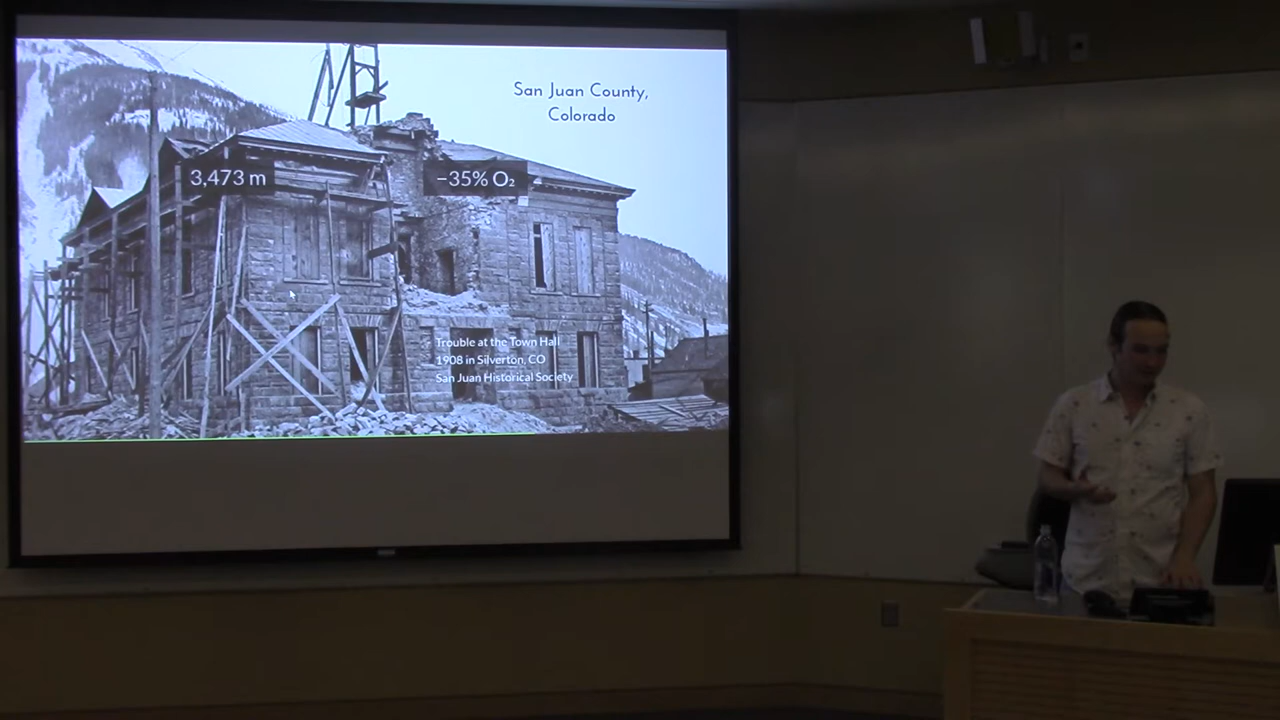 San Juan County,
Colorado
3,473 m
−35% O₂
Trouble at the Town Hall
1908 in Silverton, CO
San Juan Historical Society